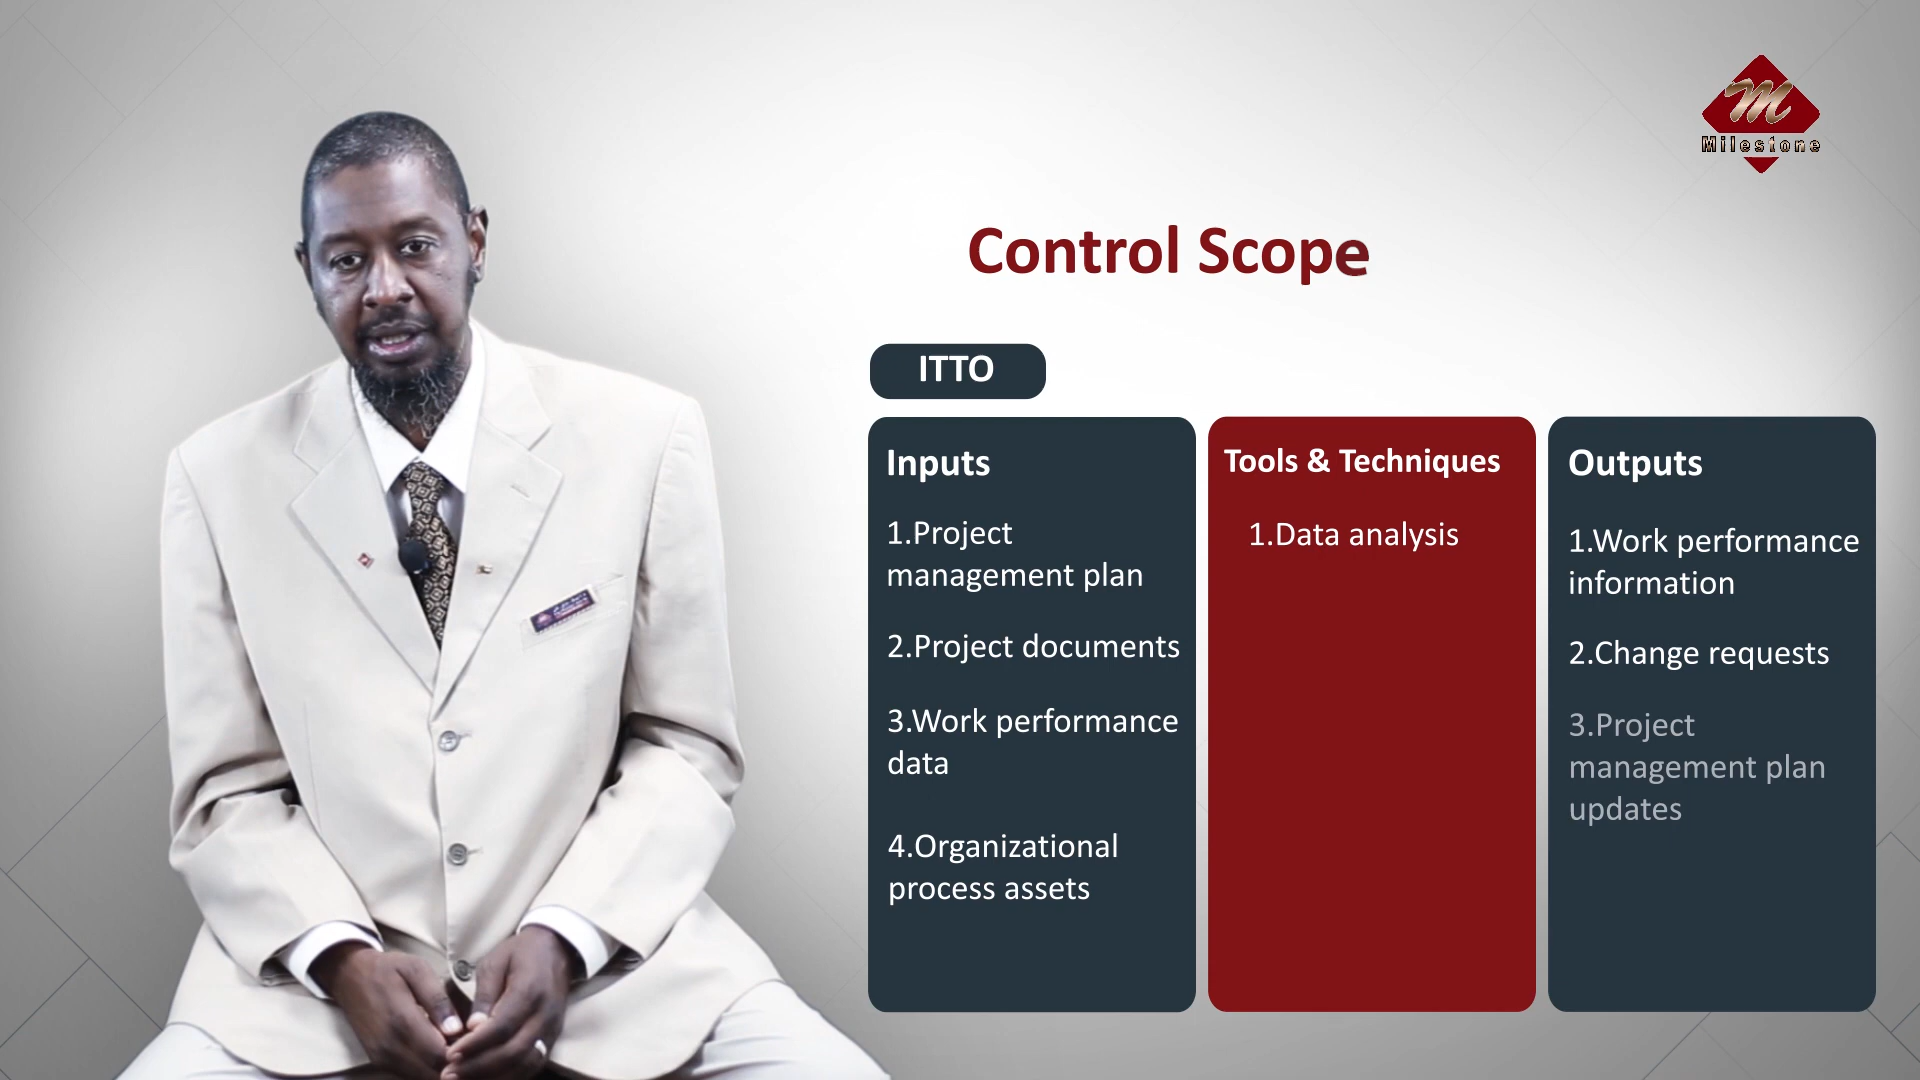 M
Milestone
Control Scope
ITTO
Inputs
1.Project
management plan
2.Project documents
3.Work performance
data
4.Organizational
process assets
Tools & Techniques
1.Data analysis
Outputs
1.Work performance
information
2.Change requests
3.Project
management plan
updates